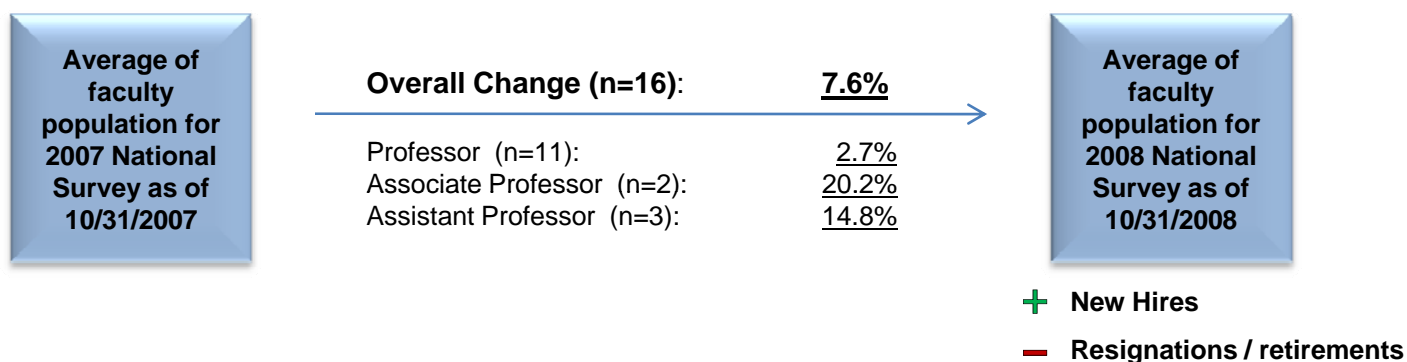 Average of
faculty
population for
2007 National
Survey as of
10/31/2007
Overall Change (n=16): 7.6%
Professor (n=11): 2.7%
Associate Professor (n=2): 20.2%
Assistant Professor (n=3): 14.8%
Average of
faculty
population for
2008 National
Survey as of
10/31/2008
New Hires
Resignations / retirements